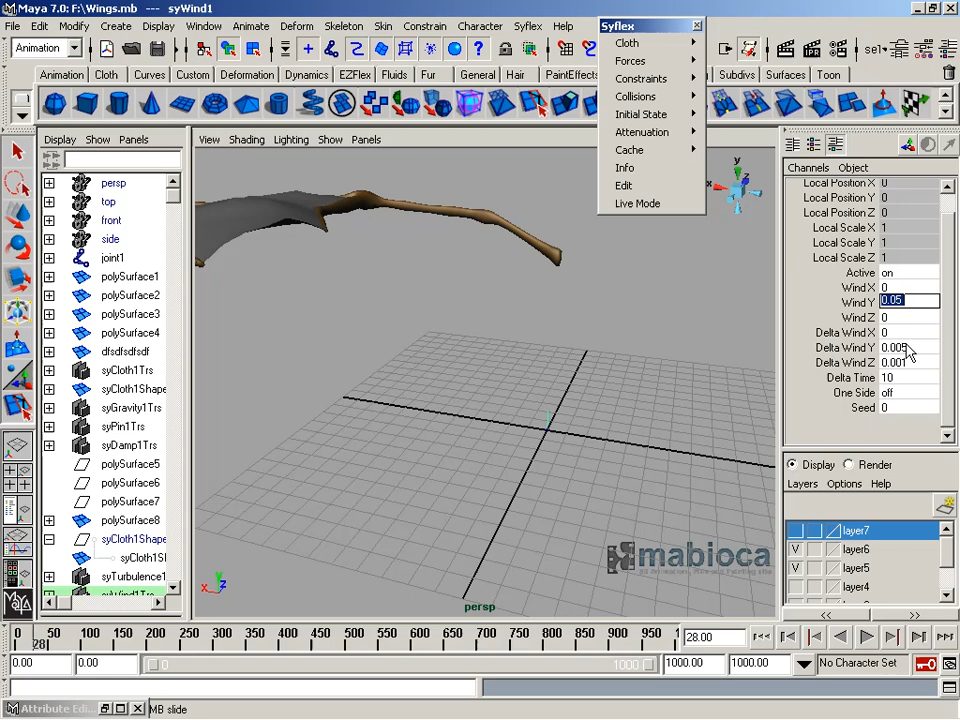 Maya 7.0: F:\Wings.mb --- syWind1
File Edit Modify Create Display Window Animate Deform Skeleton Skin Constrain Character Syflex Help
Syflex
Animation
sel
Animation Cloth Curves Custom Deformation Dynamics EZFlex Fluids Fur General Hair PaintEffects Subdivs Surfaces Toon
Cloth
Forces
Constraints
Collisions
Initial State
Attenuation
Cache
Info
Edit
Live Mode
Display Show Panels
View Shading Lighting Show Panels
persp
top
front
side
joint1
polySurface1
polySurface2
polySurface3
polySurface4
dfsdfsdfsdf
syCloth1Trs
syGravity1Trs
syPin1Trs
syDamp1Trs
polySurface5
polySurface6
polySurface7
polySurface8
syCloth1Shape
syCloth1Sl
syTurbulence1
y
z
x
mabioca
persp
Channels Object
Local Position X 0
Local Position Y 0
Local Position Z 0
Local Scale X 1
Local Scale Y 1
Local Scale Z 1
Active on
Wind X 0
Wind Y 0.05
Wind Z 0
Delta Wind X 0
Delta Wind Y 0.005
Delta Wind Z 0.001
Delta Time 10
One Side off
Seed 0
Display Render
Layers Options Help
layer7
V layer6
V layer5
layer4
0 50 100 150 200 250 300 350 400 450 500 550 600 650 700 750 800 850 900 950
28
28.00
0.00 0.00 0 1000 1000.00 1000.00 No Character Set
Attribute Edi... MB slide